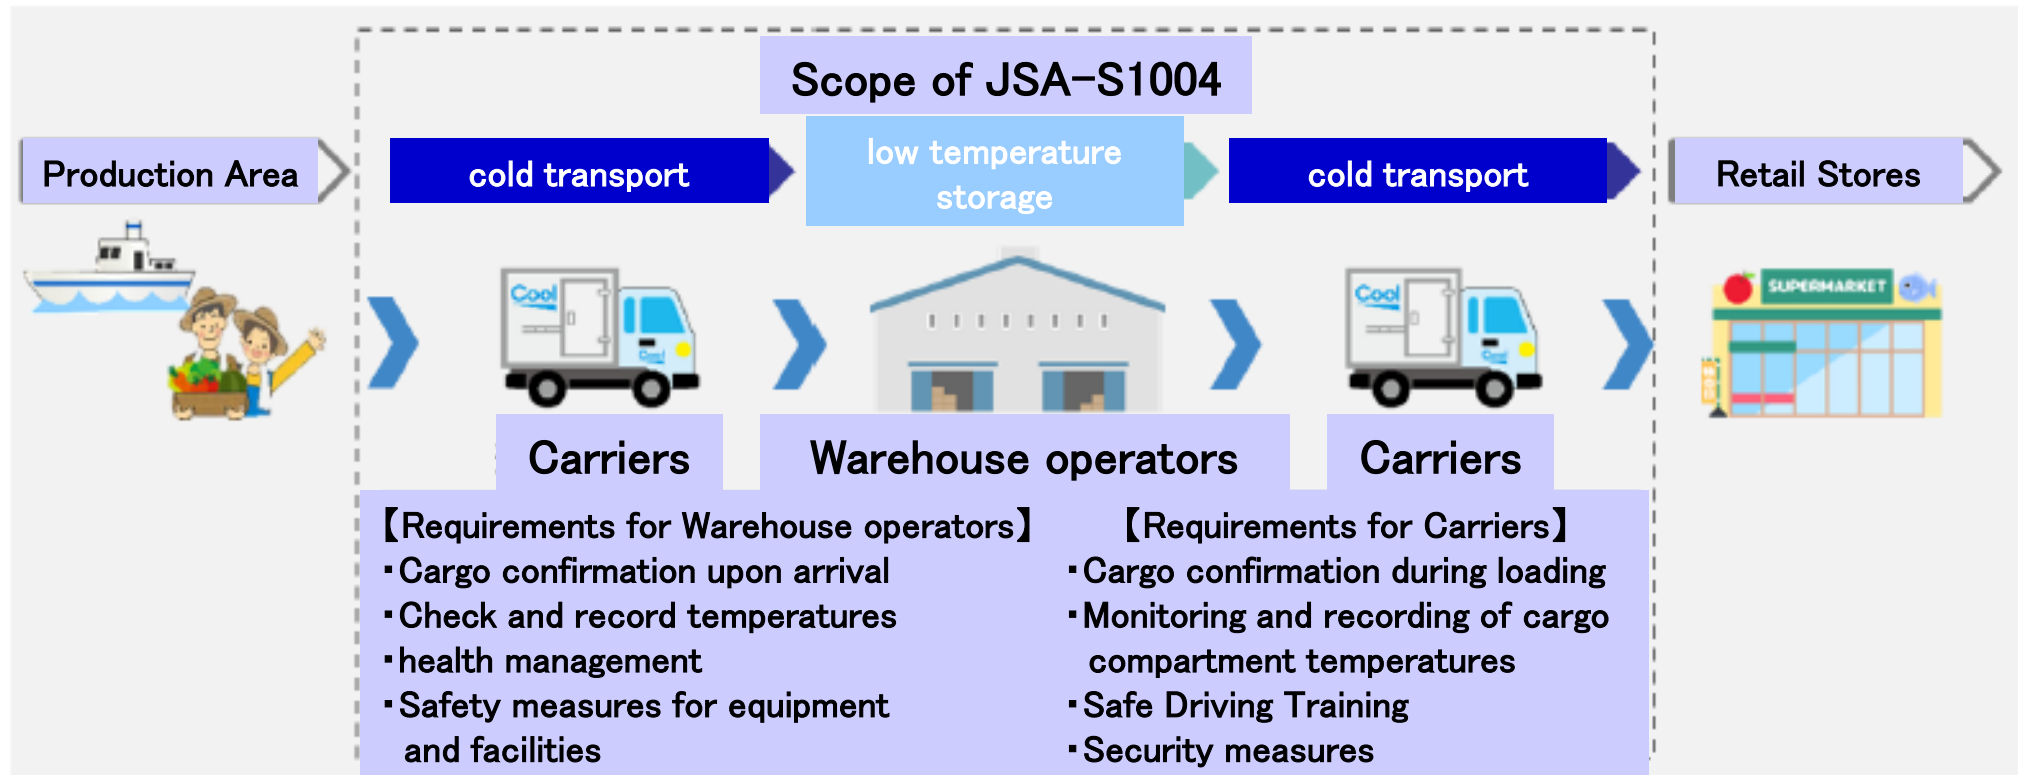 Scope of JSA-S1004
Production Area
cold transport
low temperature
storage
cold transport
Retail Stores
Cool
Cool
Cool
Cool
SUPERMARKET
Carriers
Warehouse operators
Carriers
【Requirements for Warehouse operators】
・Cargo confirmation upon arrival
・Check and record temperatures
・health management
・Safety measures for equipment
and facilities
【Requirements for Carriers】
・Cargo confirmation during loading
・Monitoring and recording of cargo
compartment temperatures
・Safe Driving Training
・Security measures